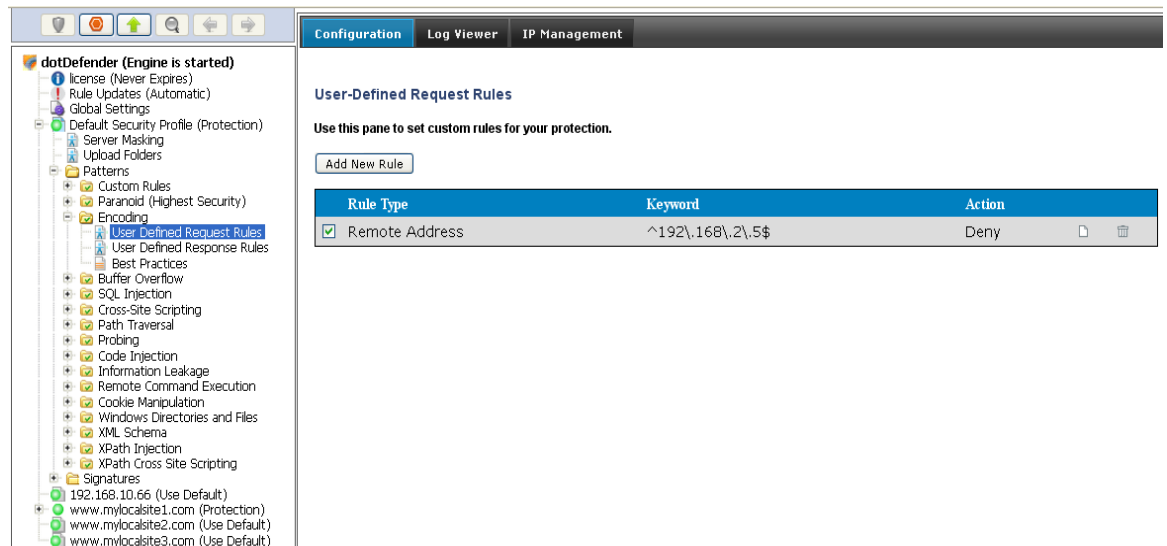 Configuration
Log Viewer
IP Management
dotDefender (Engine is started)
license (Never Expires)
Rule Updates (Automatic)
Global Settings
Default Security Profile (Protection)
Server Masking
Upload Folders
Patterns
Custom Rules
Paranoid (Highest Security)
Encoding
User Defined Request Rules
User Defined Response Rules
Best Practices
Buffer Overflow
SQL Injection
Cross-Site Scripting
Path Traversal
Probing
Code Injection
Information Leakage
Remote Command Execution
Cookie Manipulation
Windows Directories and Files
XML Schema
XPath Injection
XPath Cross Site Scripting
Signatures
192.168.10.66 (Use Default)
www.mylocalsite1.com (Protection)
www.mylocalsite2.com (Use Default)
www.mylocalsite3.com (Use Default)
User-Defined Request Rules
Use this pane to set custom rules for your protection.
Add New Rule
Rule Type Keyword Action
Remote Address ^192\.168\.2\.5$ Deny